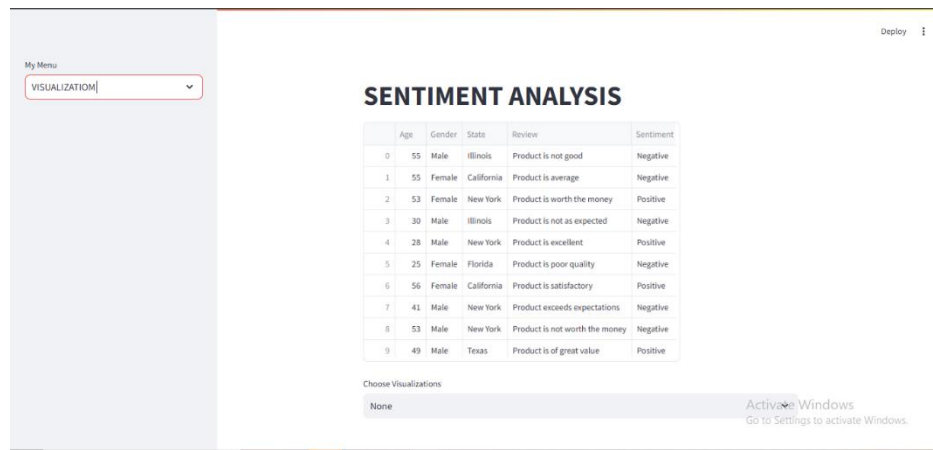 Deploy
My Menu
VISUALIZATIOM
SENTIMENT ANALYSIS
Age Gender State Review Sentiment
0 55 Male Illinois Product is not good Negative
1 55 Female California Product is average Negative
2 53 Female New York Product is worth the money Positive
3 30 Male Illinois Product is not as expected Negative
4 28 Male New York Product is excellent Positive
5 25 Female Florida Product is poor quality Negative
6 56 Female California Product is satisfactory Positive
7 41 Male New York Product exceeds expectations Negative
8 53 Male New York Product is not worth the money Negative
9 49 Male Texas Product is of great value Positive
Choose Visualizations
None
Activate Windows
Go to Settings to activate Windows.